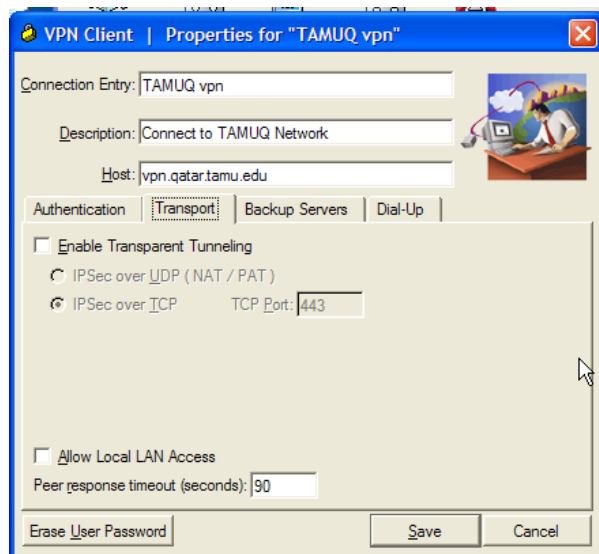 VPN Client | Properties for "TAMUQ vpn"
Connection Entry: TAMUQ vpn
Description: Connect to TAMUQ Network
Host: vpn.qatar.tamu.edu
Authentication Transport Backup Servers Dial-Up
Enable Transparent Tunneling
IPSec over UDP ( NAT / PAT )
IPSec over TCP TCP Port: 443
Allow Local LAN Access
Peer response timeout (seconds): 90
Erase User Password Save Cancel